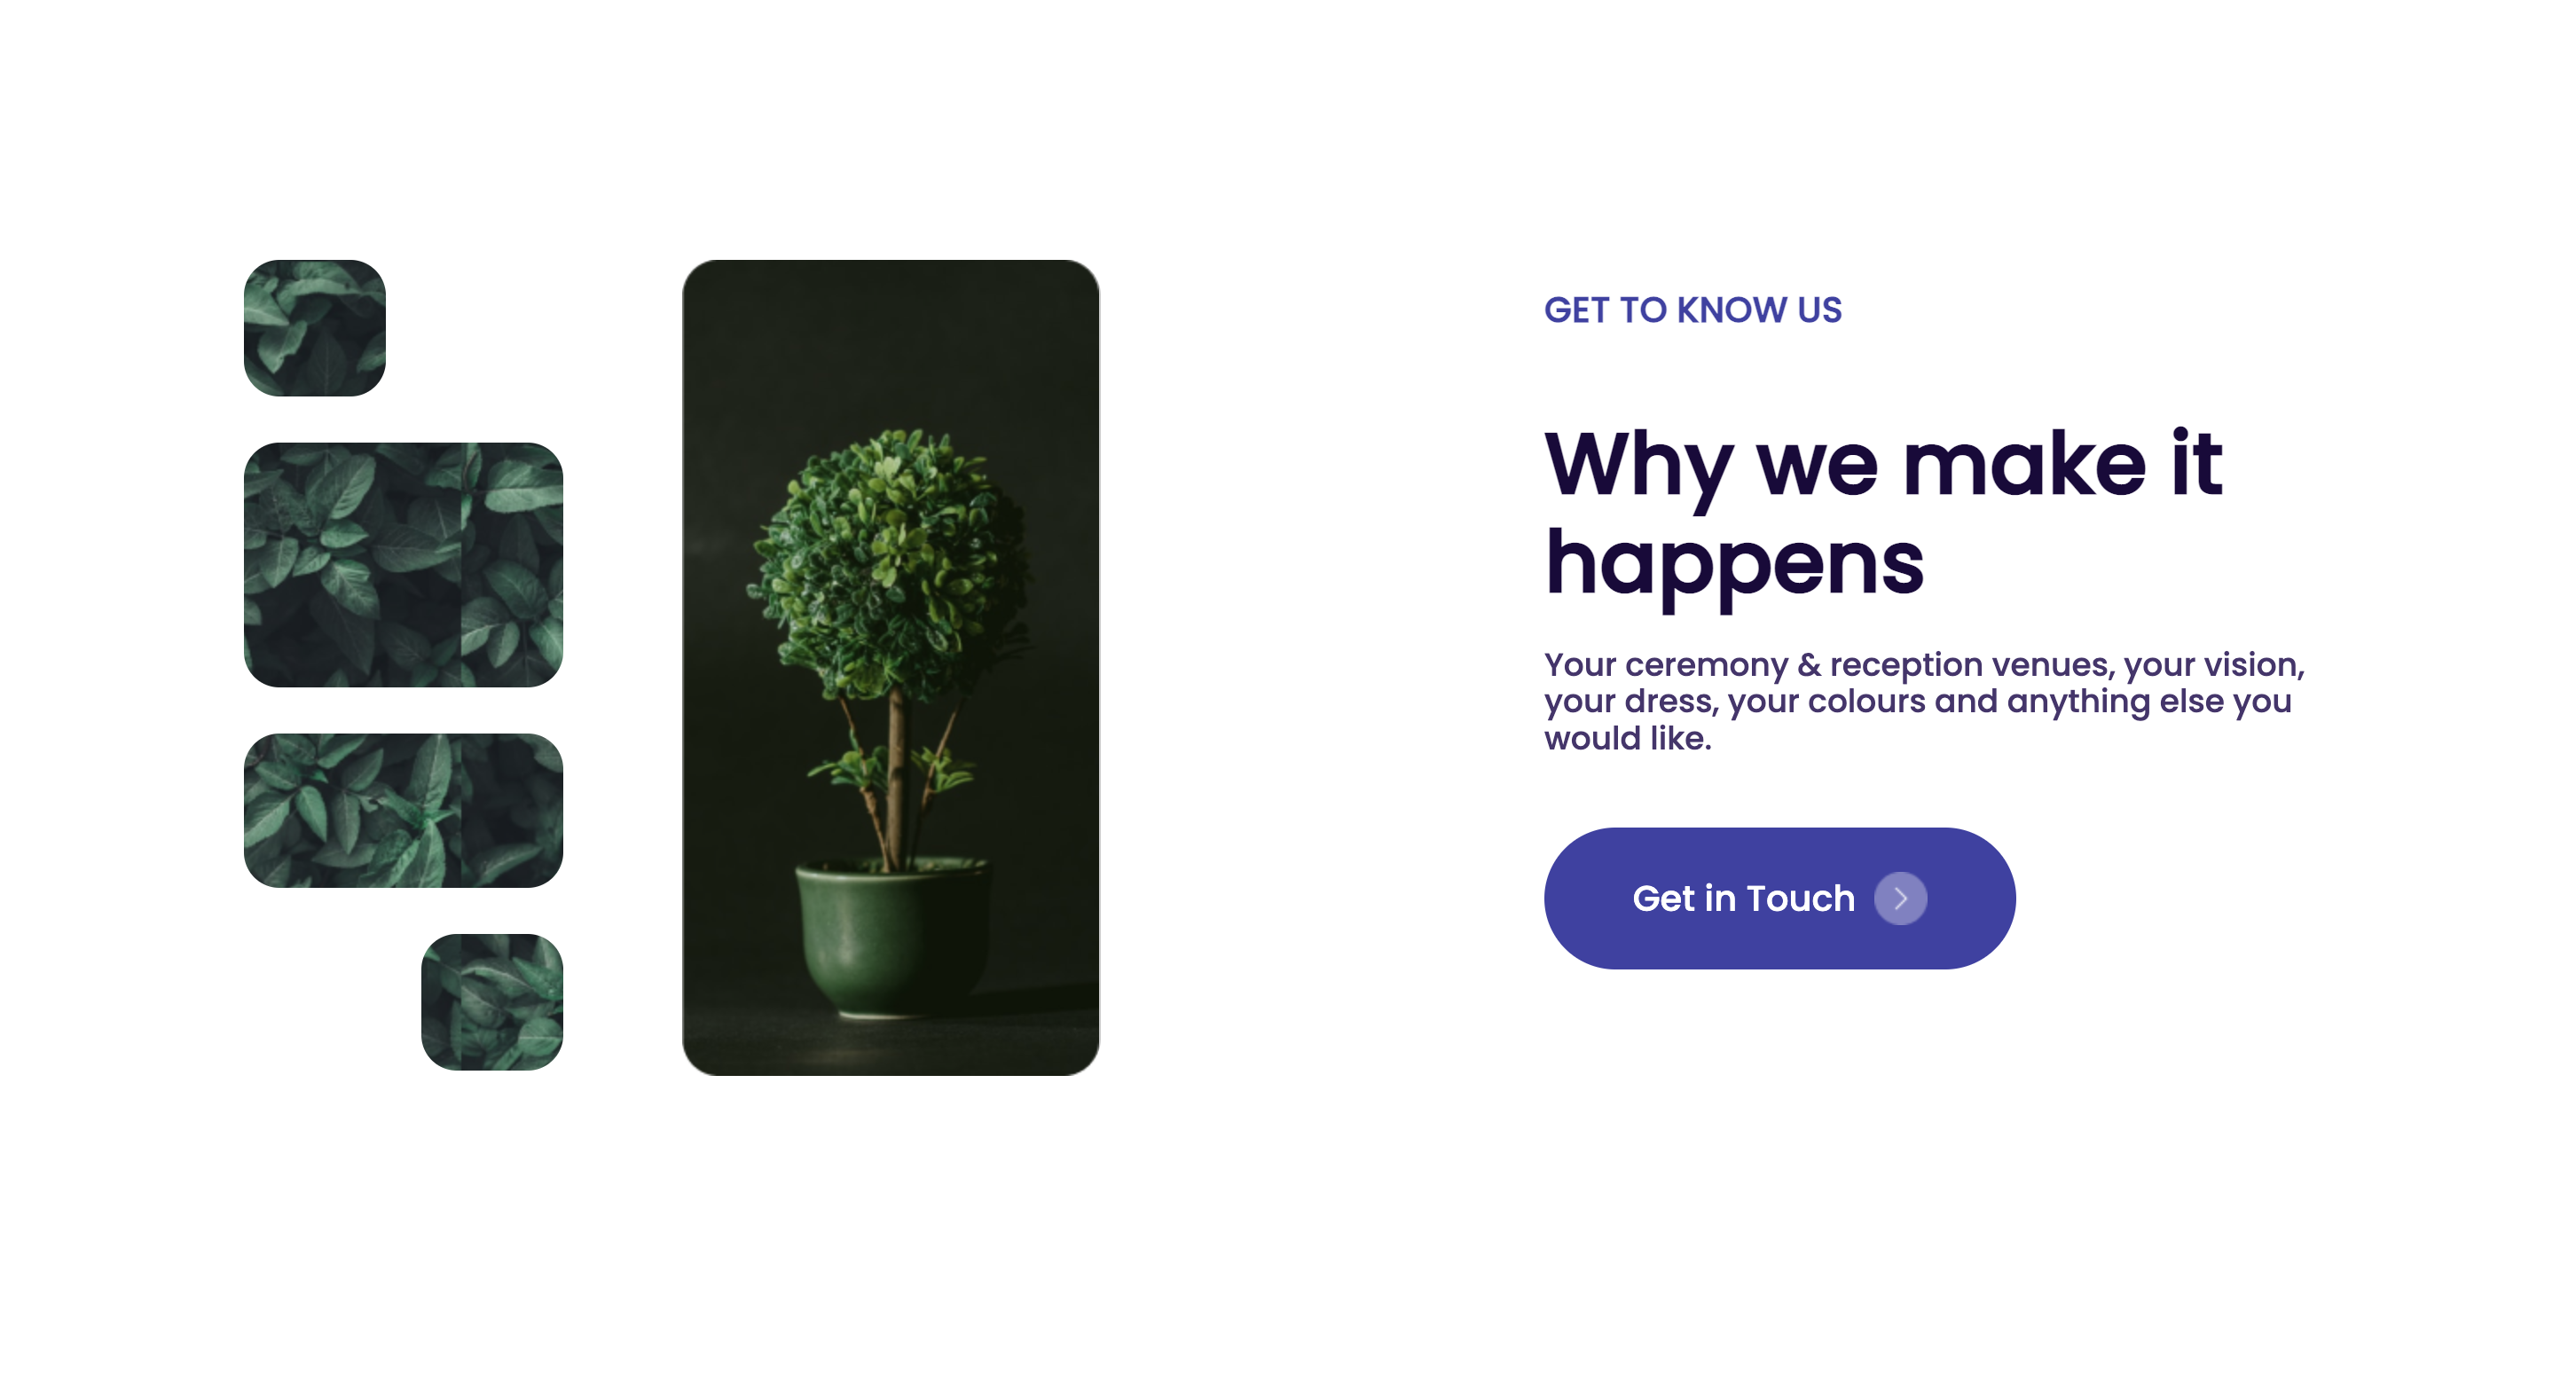 GET TO KNOW US
Why we make it
happens
Your ceremony & reception venues, your vision,
your dress, your colours and anything else you
would like.
Get in Touch